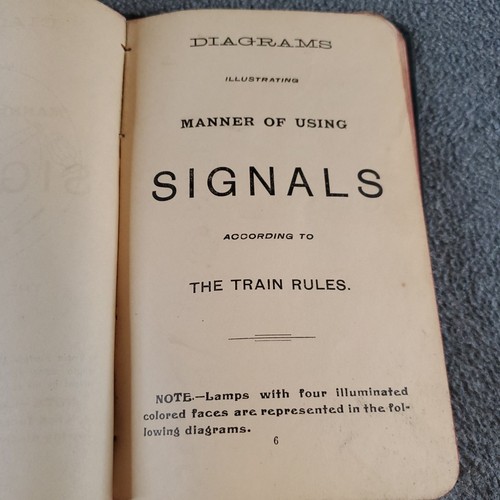 DIAGRAMS
ILLUSTRATING
MANNER OF USING
SIGNALS
ACCORDING TO
THE TRAIN RULES.
NOTE.—Lamps with four illuminated
colored faces are represented in the fol-
lowing diagrams.
6